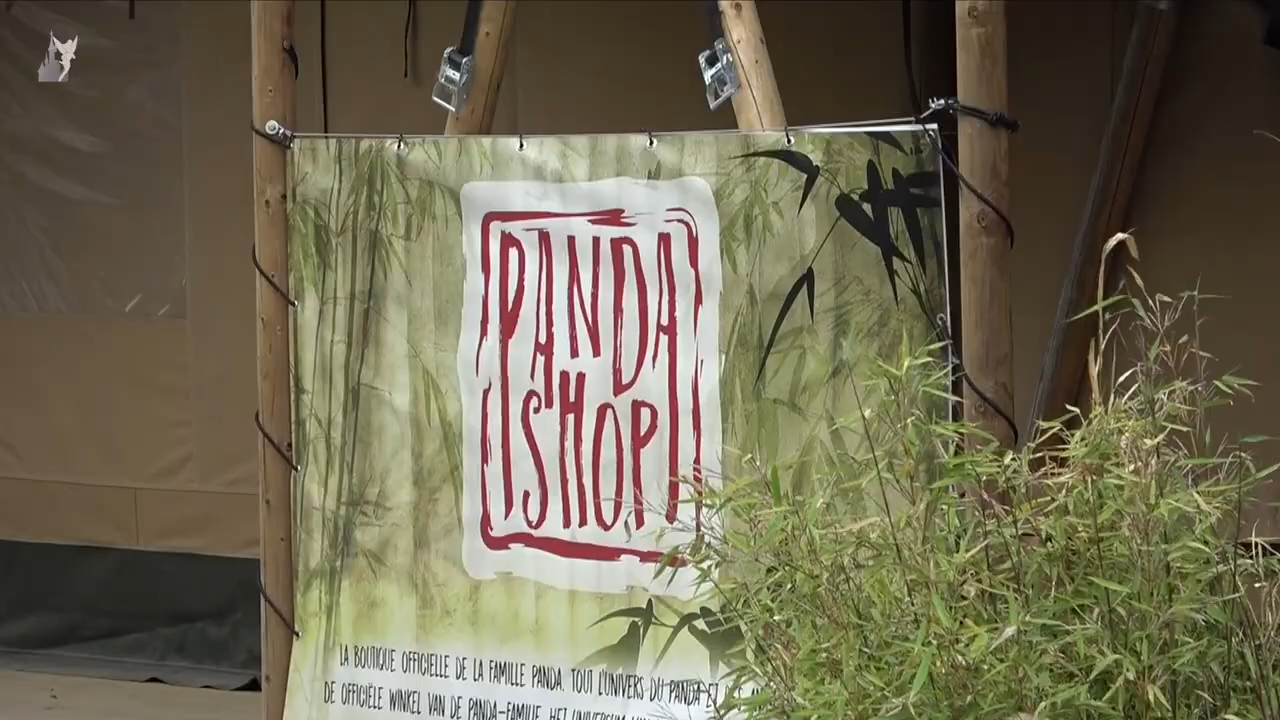 PANDA
SHOP
LA BOUTIQUE OFFICIELLE DE LA FAMILLE PANDA. TOUT L'UNIVERS DU PANDA ET
DE OFFICIËLE WINKEL VAN DE PANDA-FAMILIE. HET UNIVERSUM